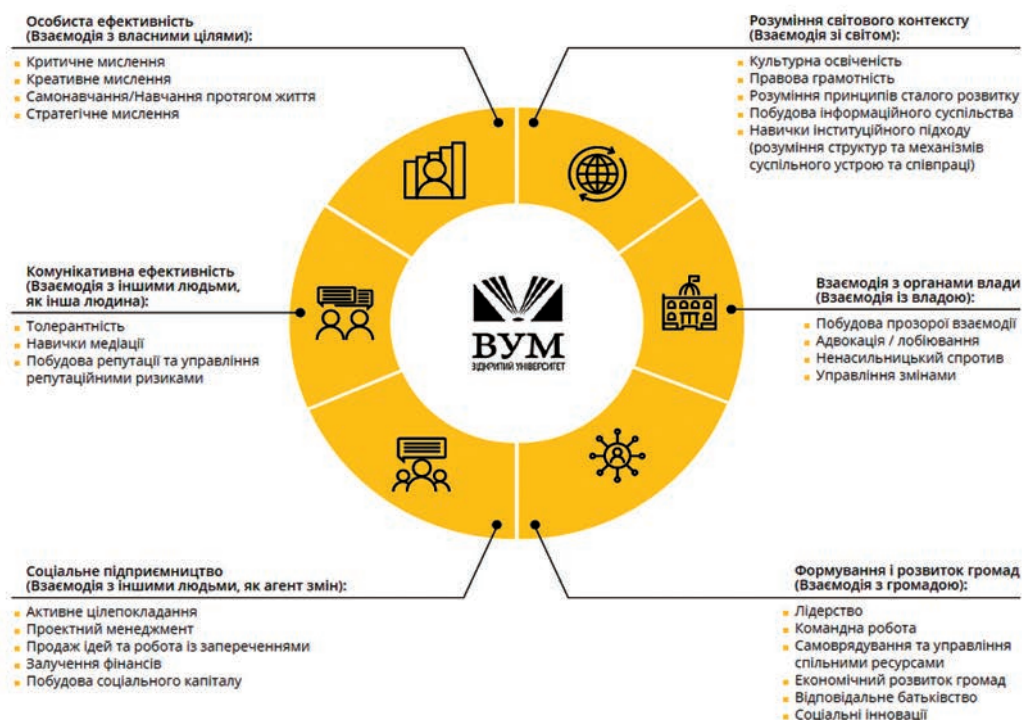 Особиста ефективність
(Взаємодія з власними цілями):
Критичне мислення
Креативне мислення
Самонавчання/Навчання протягом життя
Стратегічне мислення
Розуміння світового контексту
(Взаємодія зі світом):
Культурна освіченість
Правова грамотність
Розуміння принципів сталого розвитку
Побудова інформаційного суспільства
Навички інституційного підходу
(розуміння структур та механізмів
суспільного устрою та співпраці)
Комунікативна ефективність
(Взаємодія з іншими людьми,
як інша людина):
Толерантність
Навички медіації
Побудова репутації та управління
репутаційними ризиками
ВУМ
ВІДКРИТИЙ УНІВЕРСИТЕТ
Взаємодія з органами влади
(Взаємодія із владою):
Побудова прозорої взаємодії
Адвокація / лобіювання
Ненасильницький спротив
Управління змінами
Соціальне підприємництво
(Взаємодія з іншими людьми, як агент змін):
Активне цілепокладання
Проектний менеджмент
Продаж ідей та робота із запереченнями
Залучення фінансів
Побудова соціального капіталу
Формування і розвиток громад
(Взаємодія з громадою):
Лідерство
Командна робота
Самоврядування та управління
спільними ресурсами
Економічний розвиток громад
Відповідальне батьківство
Соціальні інновації